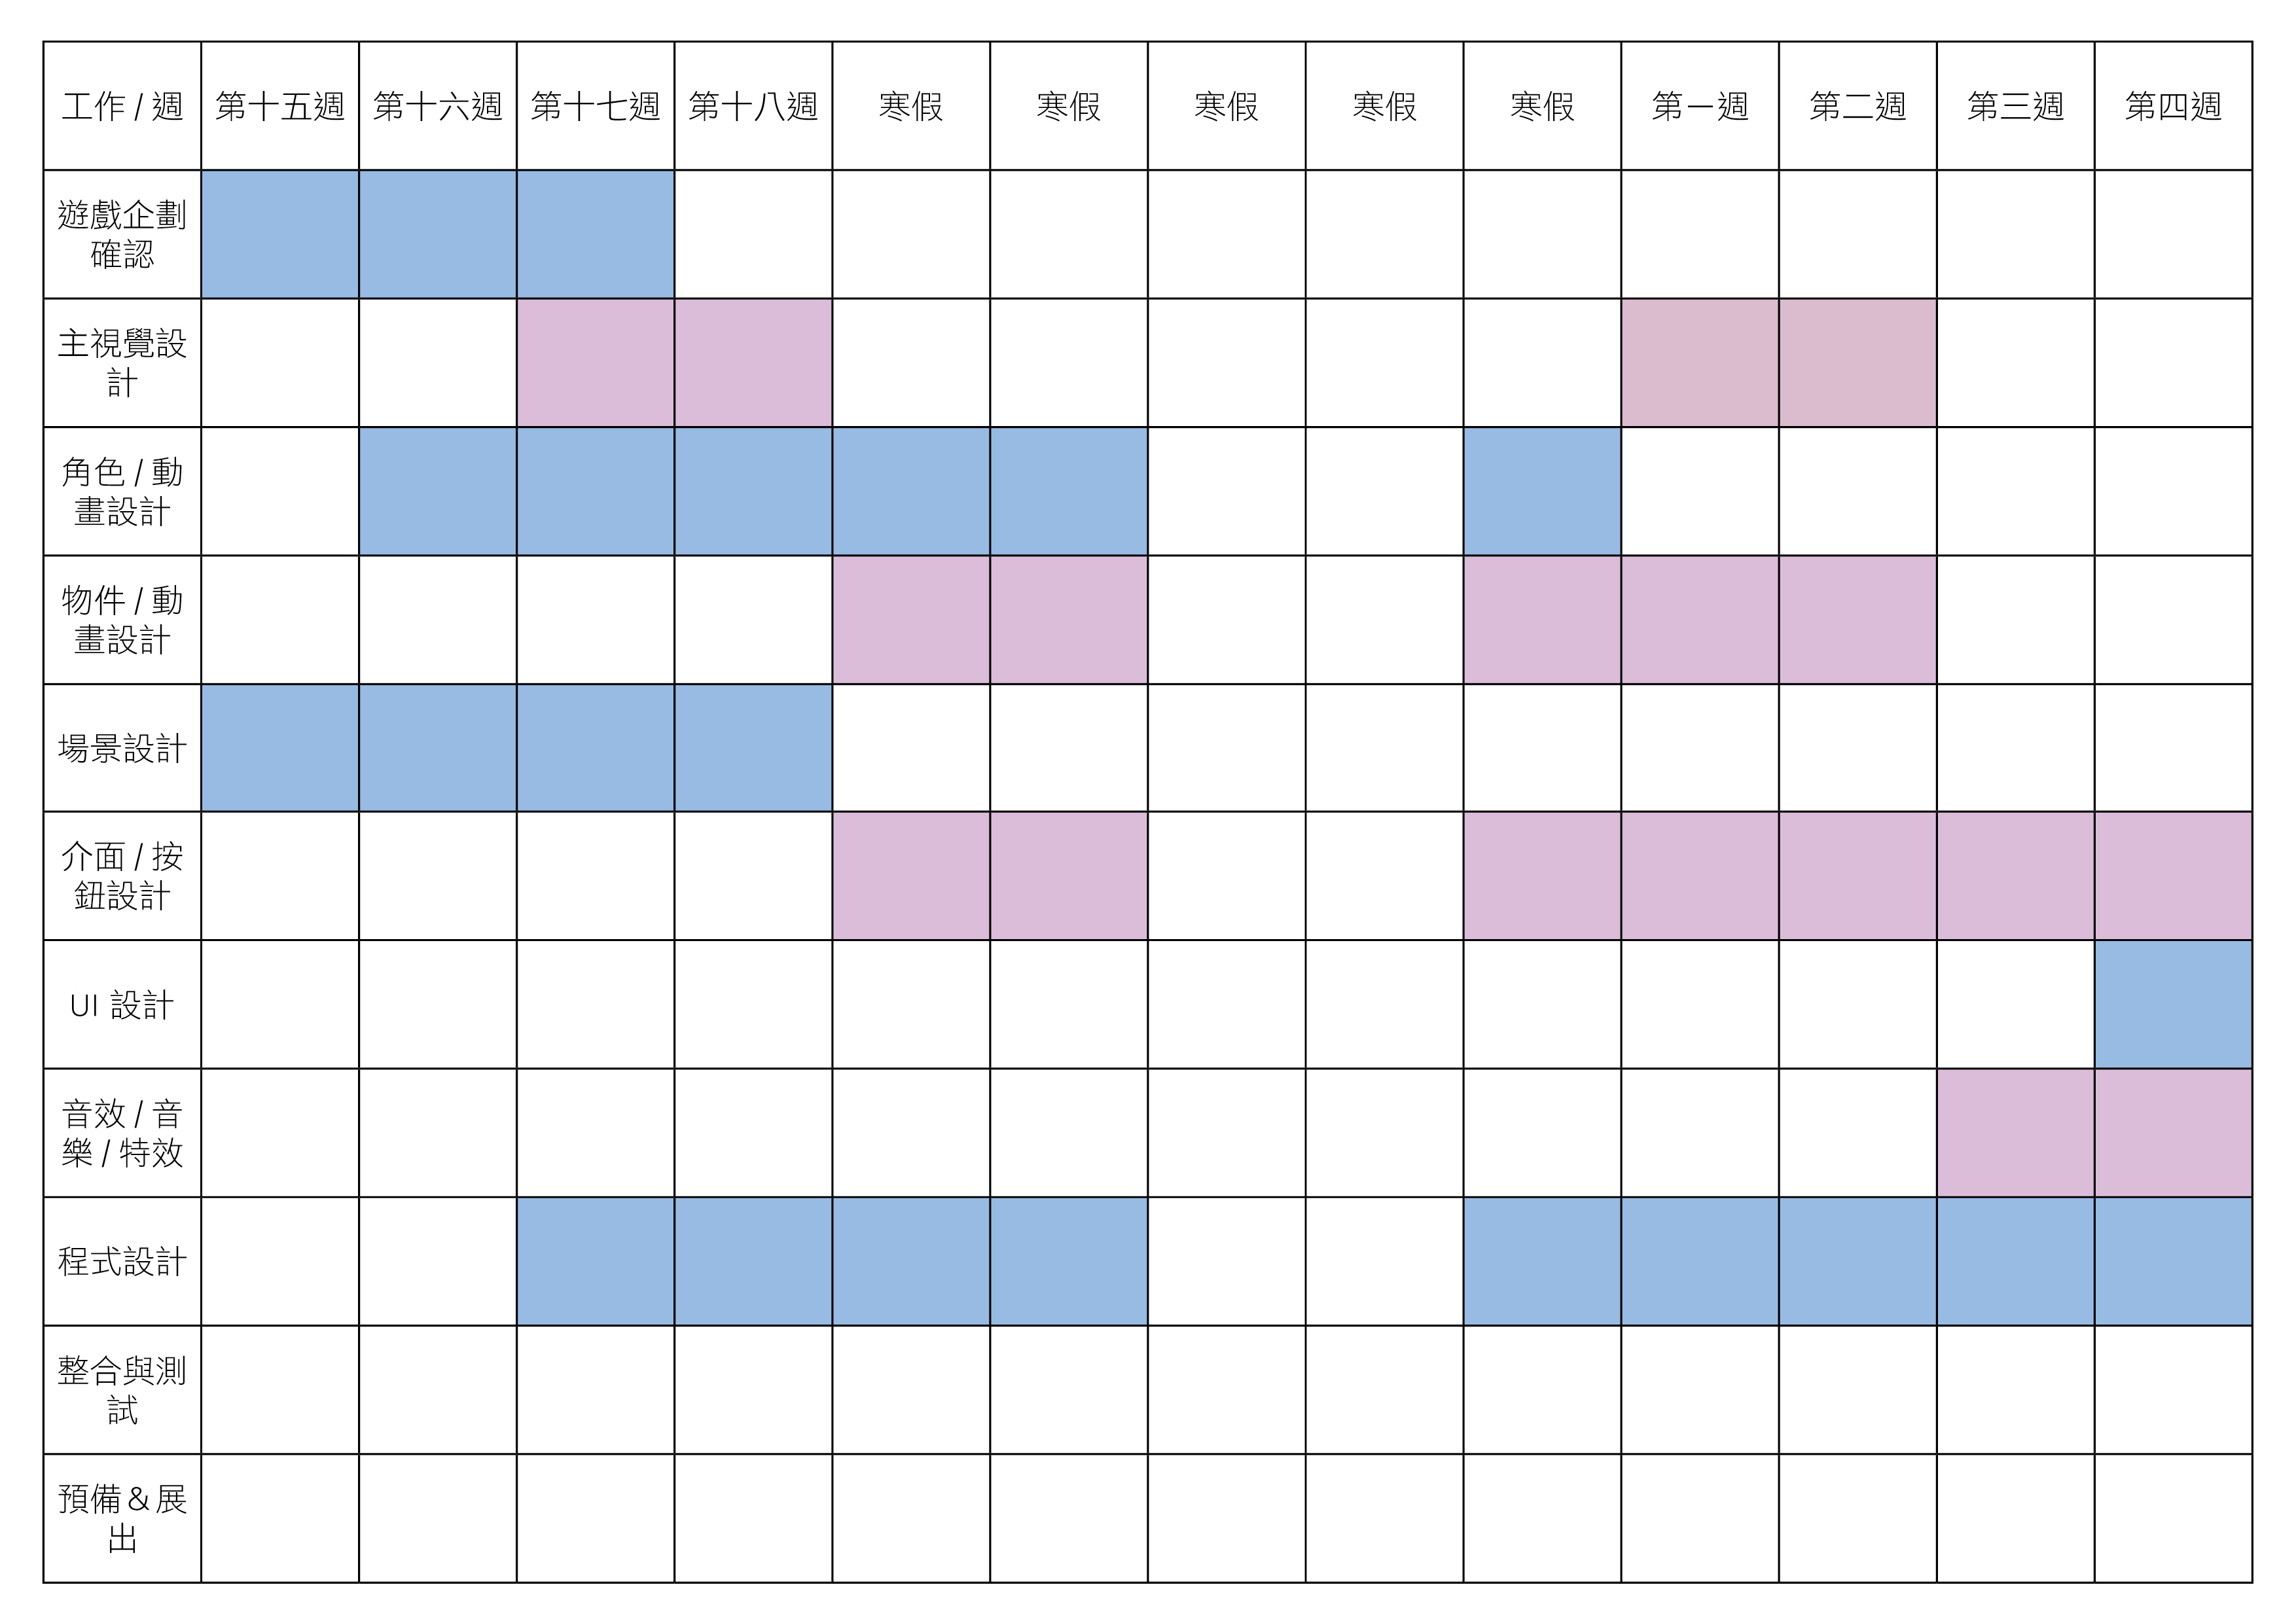 工作 / 週 第十五週 第十六週 第十七週 第十八週 寒假 寒假 寒假 寒假 寒假 第一週 第二週 第三週 第四週
遊戲企劃
確認
主視覺設
計
角色 / 動
畫設計
物件 / 動
畫設計
場景設計
介面 / 按
鈕設計
UI 設計
音效 / 音
樂 / 特效
程式設計
整合與測
試
預備＆展
出